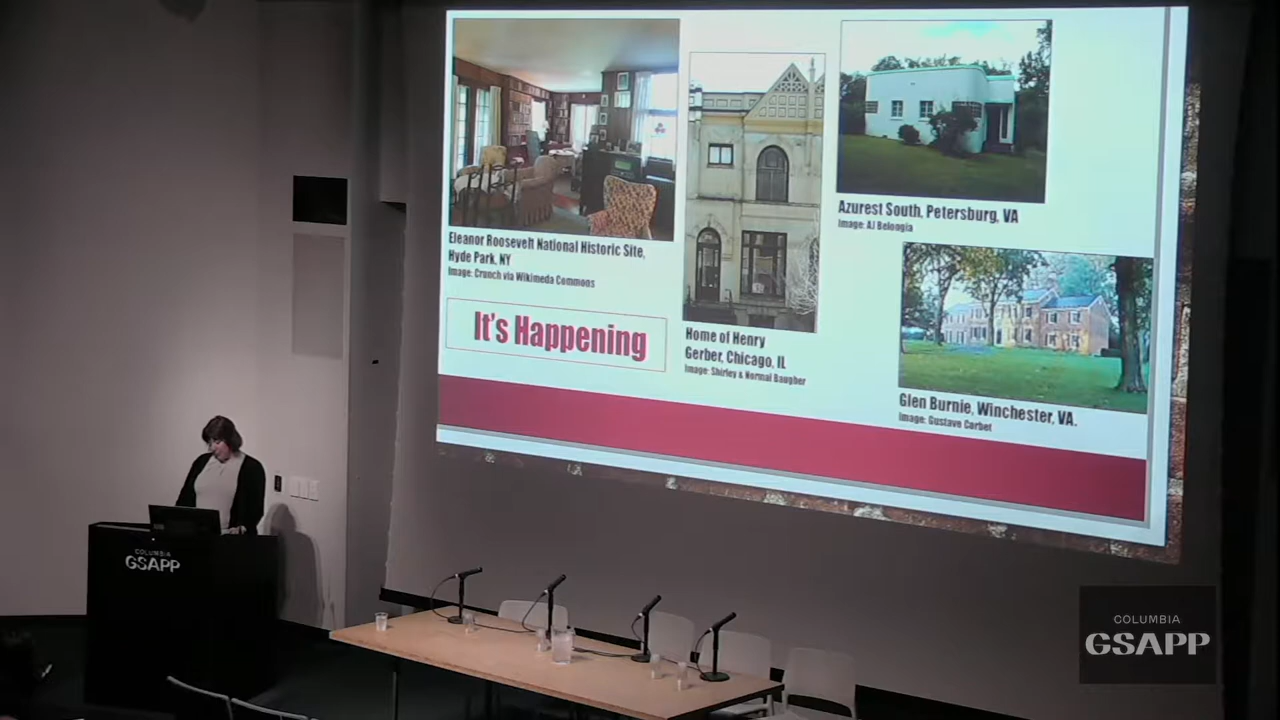 Eleanor Roosevelt National Historic Site,
Hyde Park, NY
Image: Crunch via Wikimeda Commons
It's Happening
Home of Henry
Gerber, Chicago, IL
Image: Shirley & Normal Baugher
Azurest South, Petersburg, VA
Image: AJ Belongia
Glen Burnie, Winchester, VA.
Image: Gustave Corbet
COLUMBIA
GSAPP
COLUMBIA
GSAPP